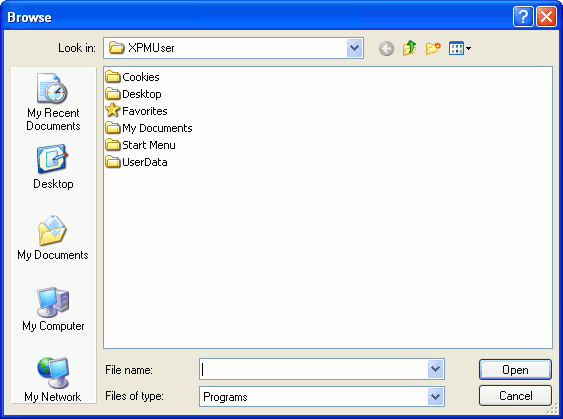 Browse
Look in: XPMUser
My Recent
Documents
Desktop
My Documents
My Computer
My Network
Cookies
Desktop
Favorites
My Documents
Start Menu
UserData
File name: Open
Files of type: Programs Cancel